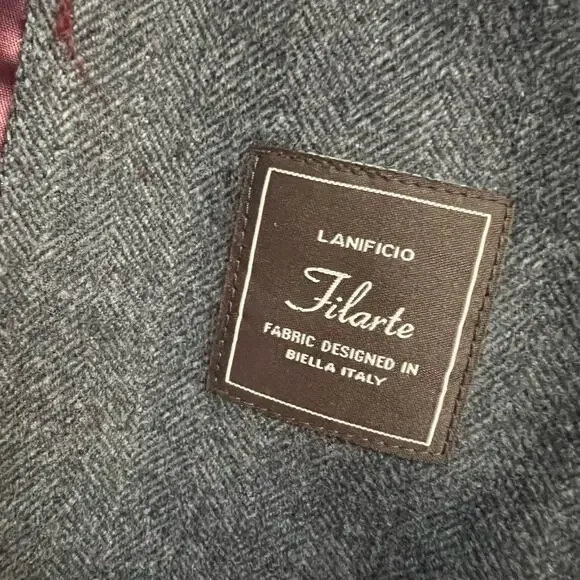 LANIFICIO
Filarte
FABRIC DESIGNED IN
BIELLA ITALY